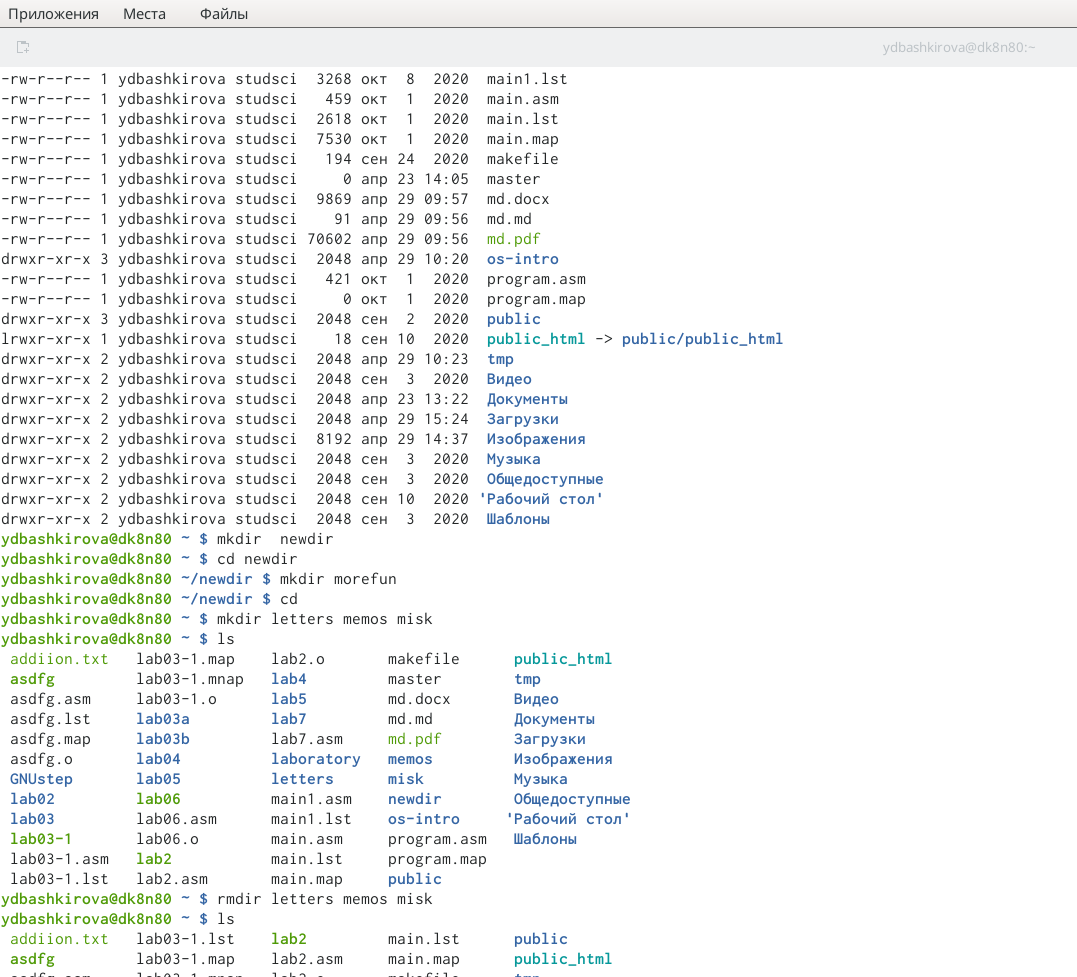 Приложения Места Файлы
ydbashkirova@dk8n80:~
-rw-r--r-- 1 ydbashkirova studsci  3268 окт  8  2020  main1.lst
-rw-r--r-- 1 ydbashkirova studsci   459 окт  1  2020  main.asm
-rw-r--r-- 1 ydbashkirova studsci  2618 окт  1  2020  main.lst
-rw-r--r-- 1 ydbashkirova studsci  7530 окт  1  2020  main.map
-rw-r--r-- 1 ydbashkirova studsci   194 сен 24  2020  makefile
-rw-r--r-- 1 ydbashkirova studsci     0 апр 23 14:05  master
-rw-r--r-- 1 ydbashkirova studsci  9869 апр 29 09:57  md.docx
-rw-r--r-- 1 ydbashkirova studsci    91 апр 29 09:56  md.md
-rw-r--r-- 1 ydbashkirova studsci 70602 апр 29 09:56  md.pdf
drwxr-xr-x 3 ydbashkirova studsci  2048 апр 29 10:20  os-intro
-rw-r--r-- 1 ydbashkirova studsci   421 окт  1  2020  program.asm
-rw-r--r-- 1 ydbashkirova studsci     0 окт  1  2020  program.map
drwxr-xr-x 3 ydbashkirova studsci  2048 сен  2  2020  public
lrwxr-xr-x 1 ydbashkirova studsci    18 сен 10  2020  public_html -> public/public_html
drwxr-xr-x 2 ydbashkirova studsci  2048 апр 29 10:23  tmp
drwxr-xr-x 2 ydbashkirova studsci  2048 сен  3  2020  Видео
drwxr-xr-x 2 ydbashkirova studsci  2048 апр 23 13:22  Документы
drwxr-xr-x 2 ydbashkirova studsci  2048 апр 29 15:24  Загрузки
drwxr-xr-x 2 ydbashkirova studsci  8192 апр 29 14:37  Изображения
drwxr-xr-x 2 ydbashkirova studsci  2048 сен  3  2020  Музыка
drwxr-xr-x 2 ydbashkirova studsci  2048 сен  3  2020  Общедоступные
drwxr-xr-x 2 ydbashkirova studsci  2048 сен 10  2020 'Рабочий стол'
drwxr-xr-x 2 ydbashkirova studsci  2048 сен  3  2020  Шаблоны
ydbashkirova@dk8n80 ~ $ mkdir  newdir
ydbashkirova@dk8n80 ~ $ cd newdir
ydbashkirova@dk8n80 ~/newdir $ mkdir morefun
ydbashkirova@dk8n80 ~/newdir $ cd
ydbashkirova@dk8n80 ~ $ mkdir letters memos misk
ydbashkirova@dk8n80 ~ $ ls
addiion.txt   lab03-1.map    lab2.o       makefile      public_html
asdfg         lab03-1.mnap   lab4         master        tmp
asdfg.asm     lab03-1.o      lab5         md.docx       Видео
asdfg.lst     lab03a         lab7         md.md         Документы
asdfg.map     lab03b         lab7.asm     md.pdf        Загрузки
asdfg.o       lab04          laboratory   memos         Изображения
GNUstep       lab05          letters      misk          Музыка
lab02         lab06          main1.asm    newdir        Общедоступные
lab03         lab06.asm      main1.lst    os-intro     'Рабочий стол'
lab03-1       lab06.o        main.asm     program.asm   Шаблоны
lab03-1.asm   lab2           main.lst     program.map
lab03-1.lst   lab2.asm       main.map     public
ydbashkirova@dk8n80 ~ $ rmdir letters memos misk
ydbashkirova@dk8n80 ~ $ ls
addiion.txt   lab03-1.lst    lab2         main.lst      public
asdfg         lab03-1.map    lab2.asm     main.map      public_html